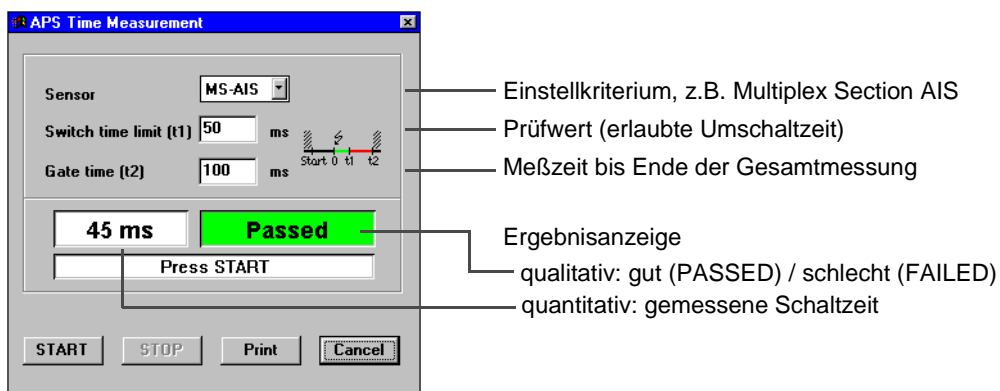 APS Time Measurement
Sensor MS-AIS
Einstellkriterium, z.B. Multiplex Section AIS
Switch time limit (t1) 50 ms
Prüfwert (erlaubte Umschaltzeit)
Start 0 t1 t2
Gate time (t2) 100 ms
Meßzeit bis Ende der Gesamtmessung
45 ms Passed
Ergebnisanzeige
Press START
qualitativ: gut (PASSED) / schlecht (FAILED)
quantitativ: gemessene Schaltzeit
START STOP Print Cancel